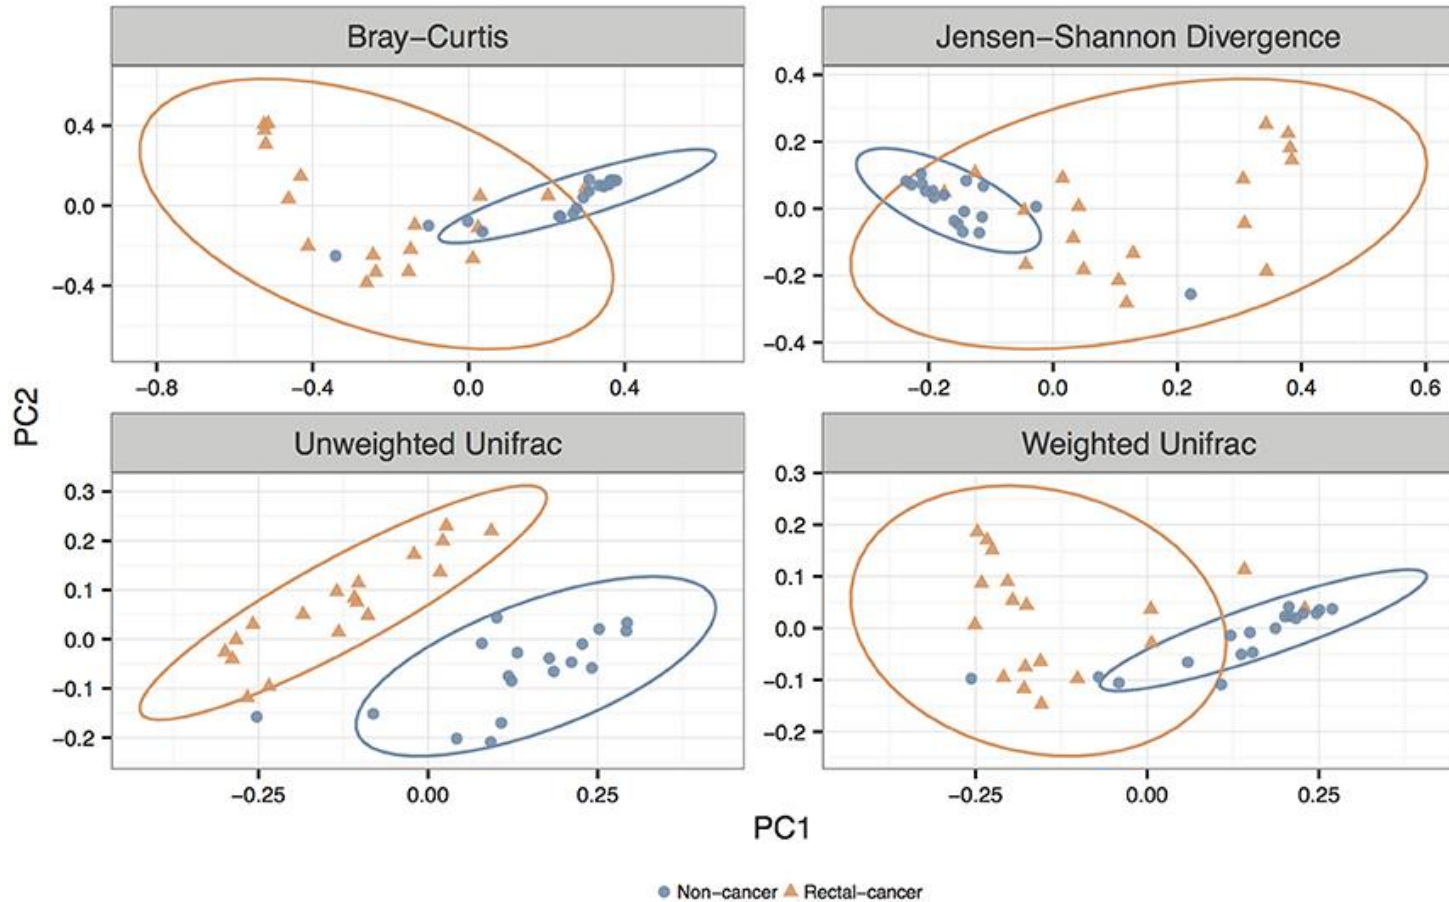 Bray−Curtis
Jensen−Shannon Divergence
0.4
0.0
−0.4
−0.8 −0.4 0.0 0.4
0.4
0.2
0.0
−0.2
−0.4
−0.2 0.0 0.2 0.4 0.6
PC2
Unweighted Unifrac
Weighted Unifrac
0.3
0.2
0.1
0.0
−0.1
−0.2
−0.25 0.00 0.25
0.3
0.2
0.1
0.0
−0.1
−0.2
−0.25 0.00 0.25
PC1
Non−cancer Rectal−cancer